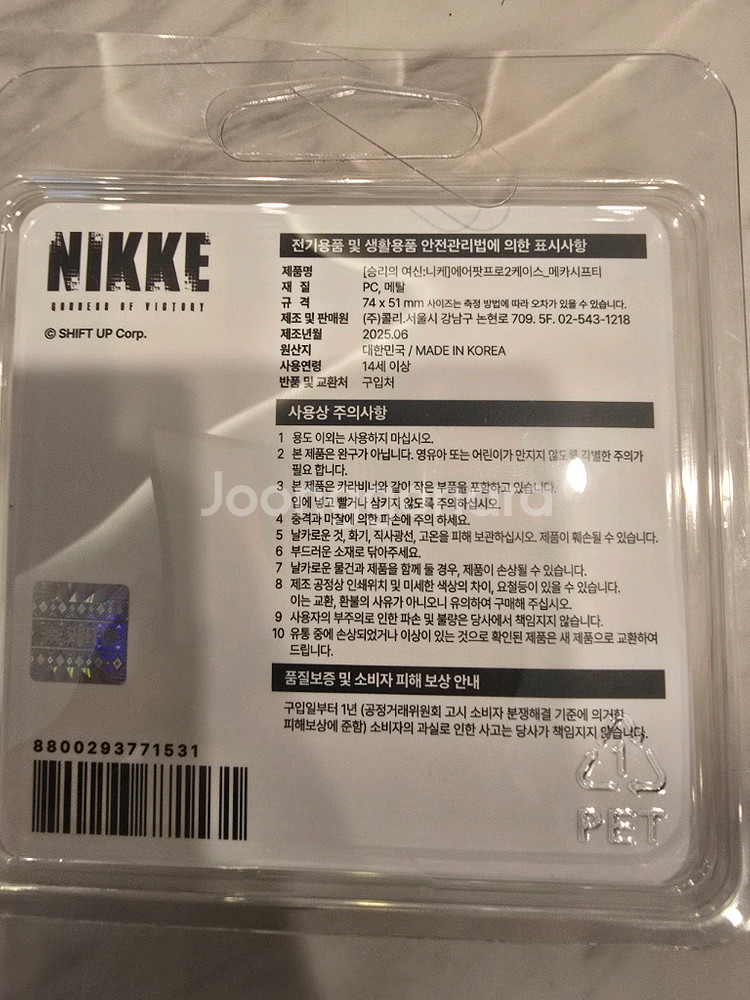 NIKKE
GODDESS OF VICTORY
© SHIFT UP Corp.
전기용품 및 생활용품 안전관리법에 의한 표시사항
제품명 [승리의 여신:니케]에어팟프로2케이스_메카시프티
재 질 PC, 메탈
규 격 74 x 51 mm 사이즈는 측정 방법에 따라 오차가 있을 수 있습니다.
제조 및 판매원 (주)콜리.서울시 강남구 논현로 709. 5F. 02-543-1218
제조년월 2025.06
원산지 대한민국 / MADE IN KOREA
사용연령 14세 이상
반품 및 교환처 구입처
사용상 주의사항
1 용도 이외는 사용하지 마십시오.
2 본 제품은 완구가 아닙니다. 영유아 또는 어린이가 만지지 않도록 각별한 주의가
필요 합니다.
3 본 제품은 카라비너와 같이 작은 부품을 포함하고 있습니다.
입에 넣고 빨거나 삼키지 않도록 주의하십시오.
4 충격과 마찰에 의한 파손에 주의 하세요.
5 날카로운 것, 화기, 직사광선, 고온을 피해 보관하십시오. 제품이 훼손될 수 있습니다.
6 부드러운 소재로 닦아주세요.
7 날카로운 물건과 제품을 함께 둘 경우, 제품이 손상될 수 있습니다.
8 제조 공정상 인쇄위치 및 미세한 색상의 차이, 요철등이 있을 수 있습니다.
이는 교환, 환불의 사유가 아니오니 유의하여 구매해 주십시오.
9 사용자의 부주의로 인한 파손 및 불량은 당사에서 책임지지 않습니다.
10 유통 중에 손상되었거나 이상이 있는 것으로 확인된 제품은 새 제품으로 교환하여
드립니다.
품질보증 및 소비자 피해 보상 안내
구입일부터 1년 (공정거래위원회 고시 소비자 분쟁해결 기준에 의거한
피해보상에 준함) 소비자의 과실로 인한 사고는 당사가 책임지지 않습니다.
8800293771531
1
PET